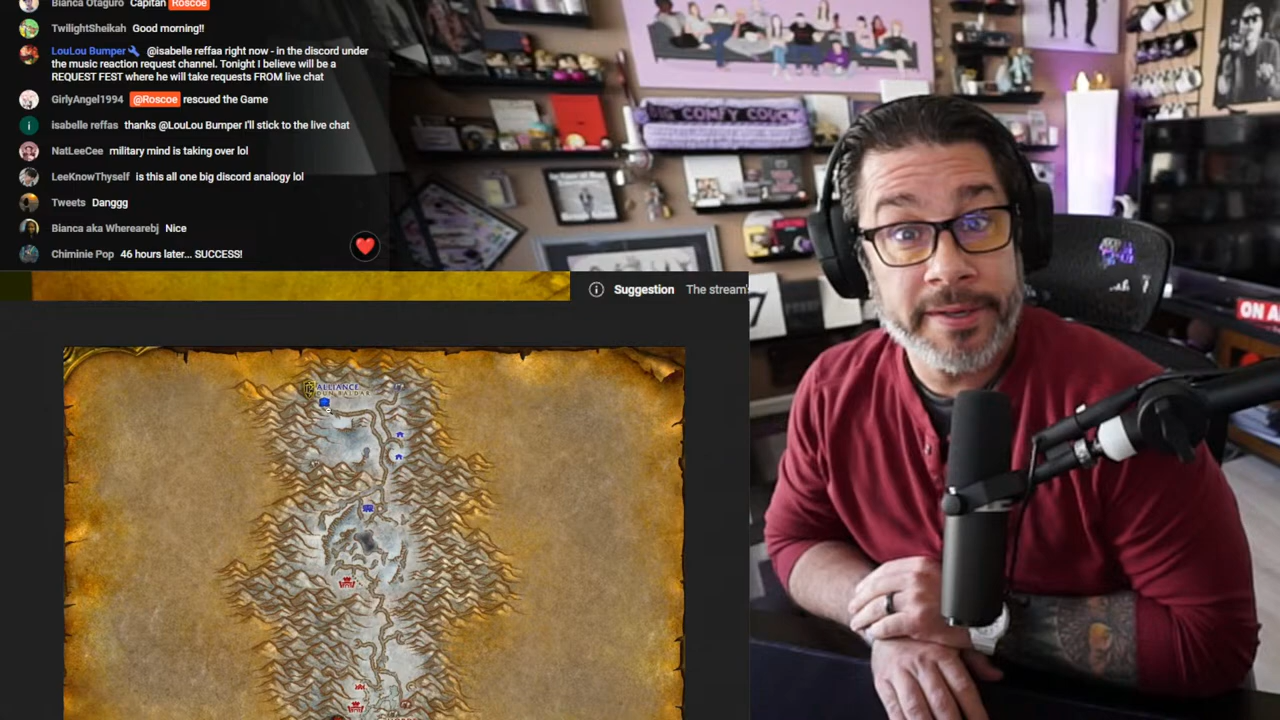 Bianca Otaguro Capitan Roscoe
TwilightSheikah Good morning!!
LouLou Bumper @isabelle reffaa right now - in the discord under
the music reaction request channel. Tonight I believe will be a
REQUEST FEST where he will take requests FROM live chat
GirlyAngel1994 @Roscoe rescued the Game
i isabelle reffas thanks @LouLou Bumper I'll stick to the live chat
NatLeeCee military mind is taking over lol
LeeKnowThyself is this all one big discord analogy lol
Tweets Danggg
Bianca aka Wherearebj Nice
Chiminie Pop 46 hours later... SUCCESS!
Suggestion The stream's
BIG COMFY COUCH
ON A
ALLIANCE
DUN BALDAR